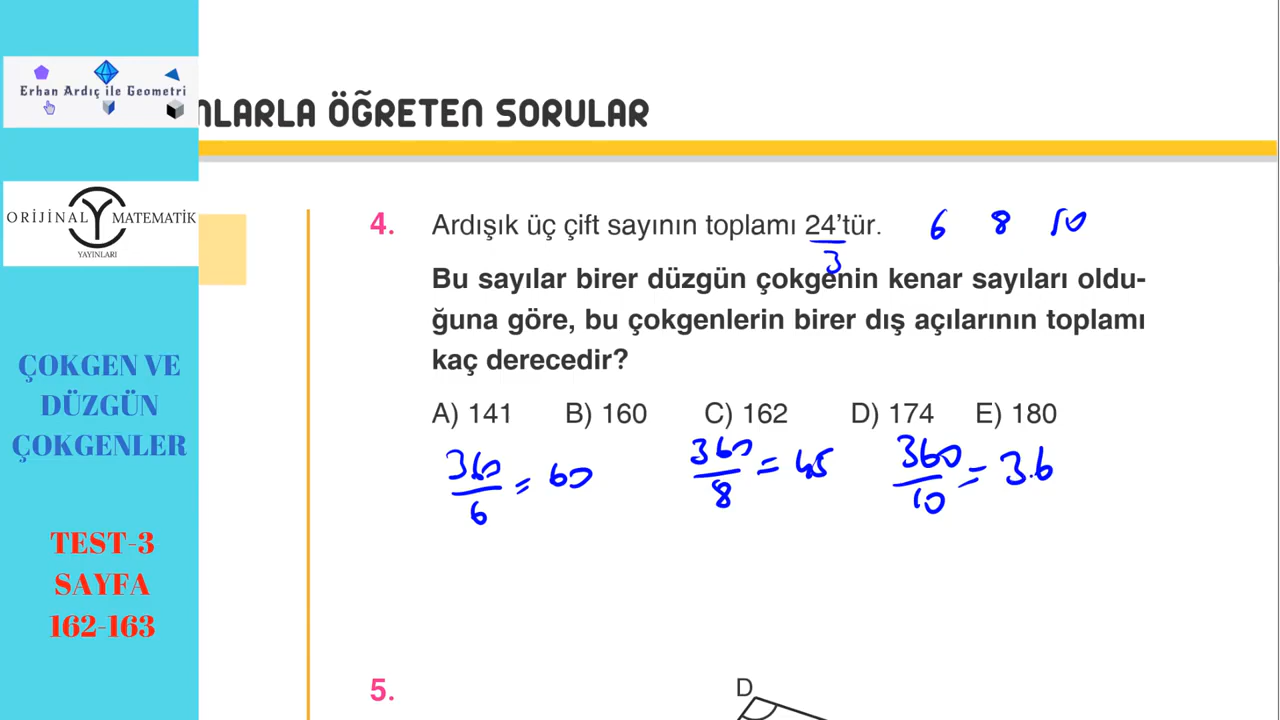 Erhan Ardıç ile Geometri
NLARLA ÖĞRETEN SORULAR
ORİJİNAL MATEMATİK
YAYINLARI
4. Ardışık üç çift sayının toplamı 24'tür. 6 8 10
3
Bu sayılar birer düzgün çokgenin kenar sayıları oldu-
ğuna göre, bu çokgenlerin birer dış açılarının toplamı
kaç derecedir?
A) 141 B) 160 C) 162 D) 174 E) 180
360/6 = 60 360/8 = 45 360/10 = 36
ÇOKGEN VE
DÜZGÜN
ÇOKGENLER
TEST-3
SAYFA
162-163
5. D